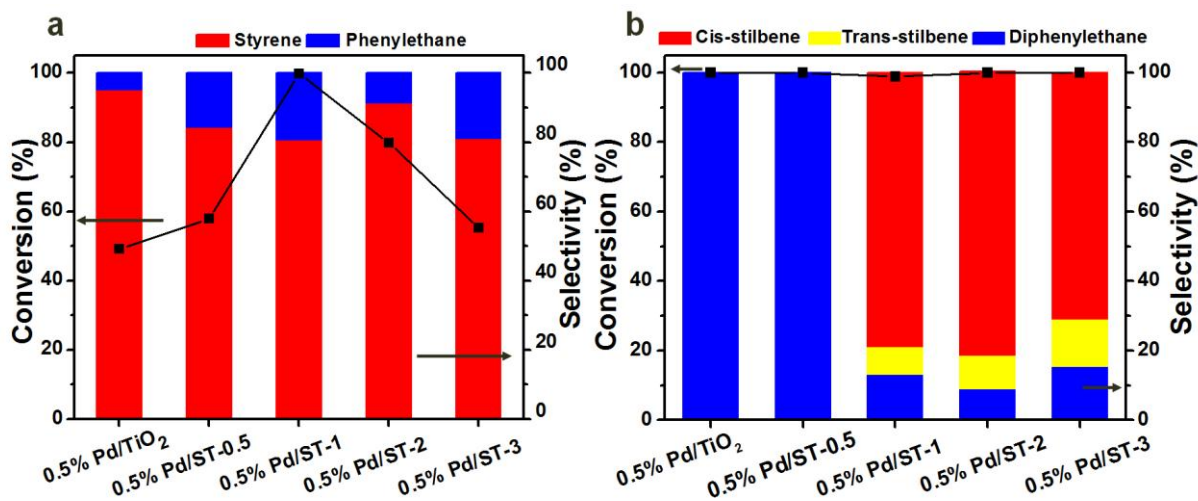 a
Styrene Phenylethane
Conversion (%)
100
80
60
40
20
0
100
80
60
40
20
0
Selectivity (%)
0.5% Pd/TiO₂
0.5% Pd/ST-0.5
0.5% Pd/ST-1
0.5% Pd/ST-2
0.5% Pd/ST-3
b
Cis-stilbene Trans-stilbene Diphenylethane
Conversion (%)
100
80
60
40
20
0
100
80
60
40
20
0
Selectivity (%)
0.5% Pd/TiO₂
0.5% Pd/ST-0.5
0.5% Pd/ST-1
0.5% Pd/ST-2
0.5% Pd/ST-3